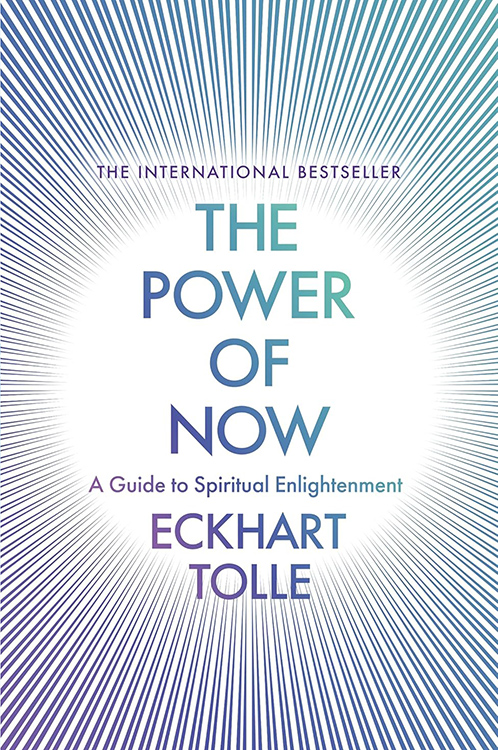 THE INTERNATIONAL BESTSELLER
THE
POWER
OF
NOW
A Guide to Spiritual Enlightenment
ECKHART
TOLLE